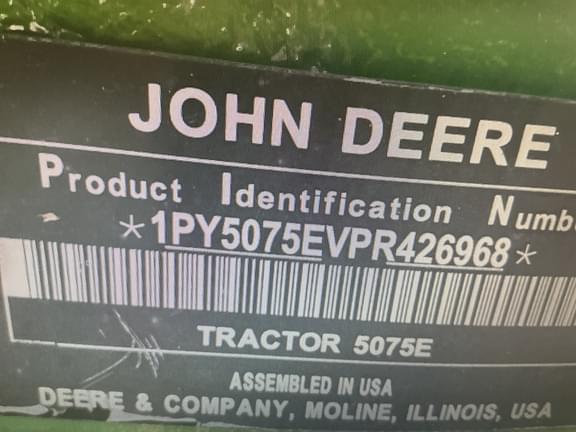 JOHN DEERE
Product Identification Numb
*1PY5075EVPR426968*
TRACTOR 5075E
ASSEMBLED IN USA
DEERE & COMPANY, MOLINE, ILLINOIS, USA